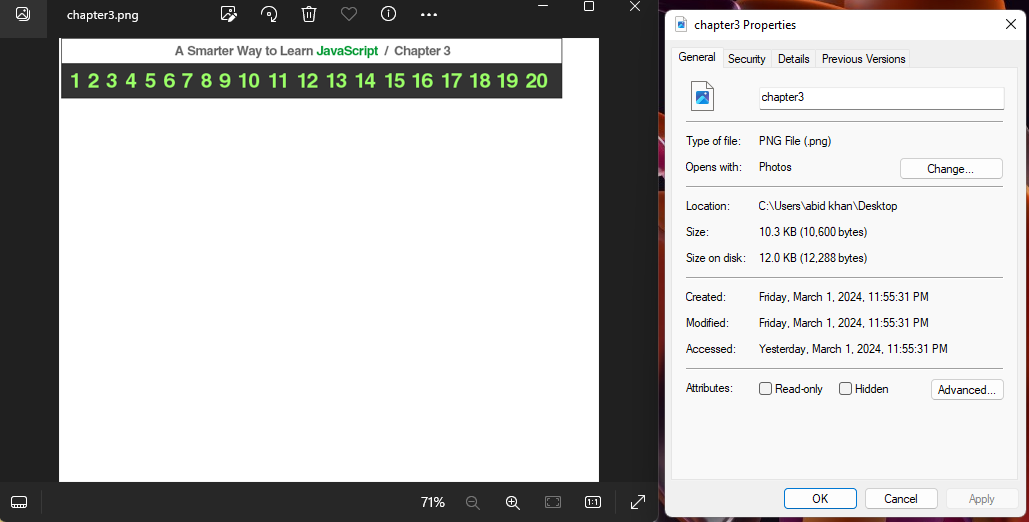 chapter3.png
A Smarter Way to Learn JavaScript / Chapter 3
1 2 3 4 5 6 7 8 9 10 11 12 13 14 15 16 17 18 19 20
71%
1:1
chapter3 Properties
General Security Details Previous Versions
chapter3
Type of file: PNG File (.png)
Opens with: Photos Change...
Location: C:\Users\abid khan\Desktop
Size: 10.3 KB (10,600 bytes)
Size on disk: 12.0 KB (12,288 bytes)
Created: Friday, March 1, 2024, 11:55:31 PM
Modified: Friday, March 1, 2024, 11:55:31 PM
Accessed: Yesterday, March 1, 2024, 11:55:31 PM
Attributes: Read-only Hidden Advanced...
OK Cancel Apply